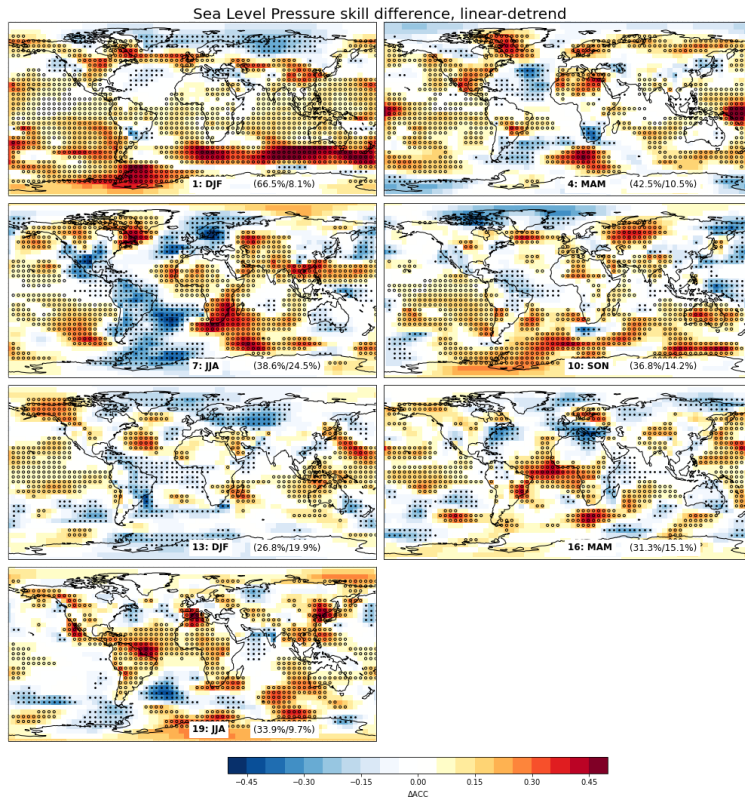 Sea Level Pressure skill difference, linear-detrend
1: DJF (66.5%/8.1%)
4: MAM (42.5%/10.5%)
7: JJA (38.6%/24.5%)
10: SON (36.8%/14.2%)
13: DJF (26.8%/19.9%)
16: MAM (31.3%/15.1%)
19: JJA (33.9%/9.7%)
−0.45 −0.30 −0.15 0.00 0.15 0.30 0.45
ΔACC